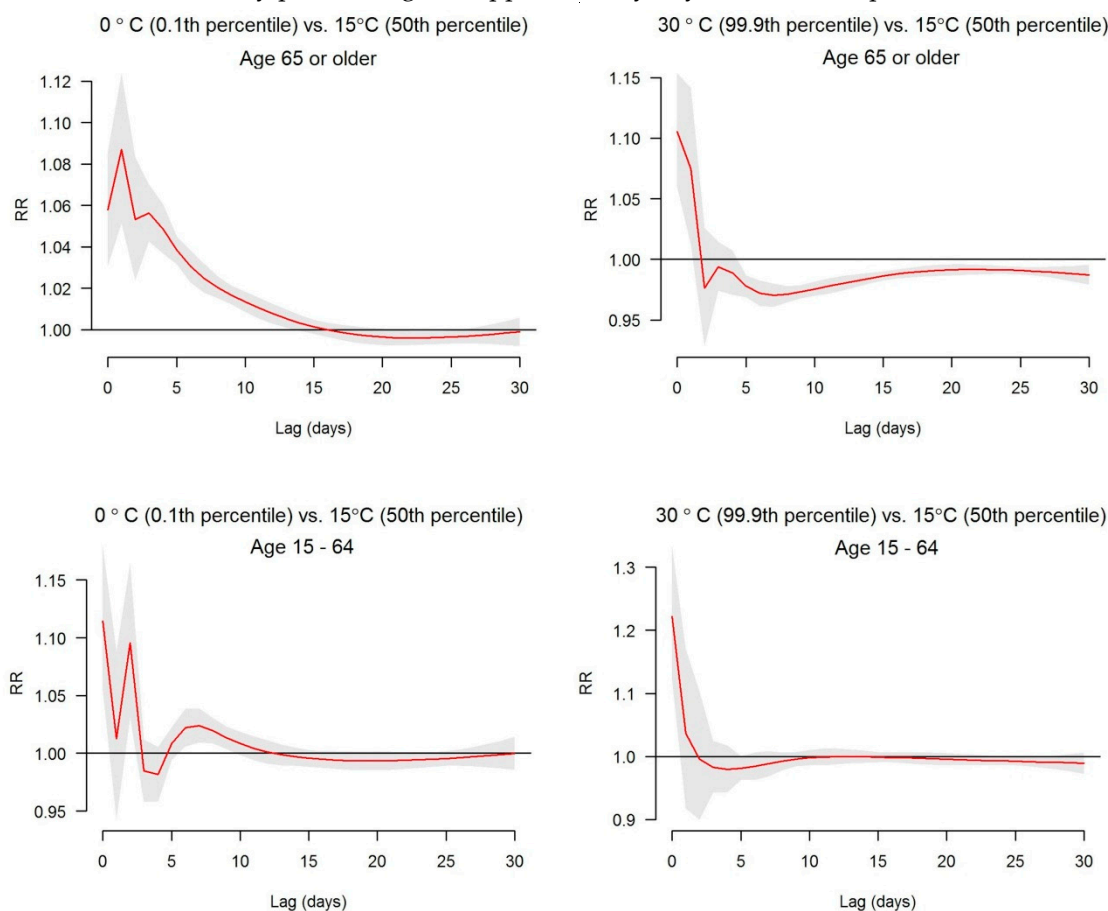 0 ° C (0.1th percentile) vs. 15°C (50th percentile)
Age 65 or older
1.12
1.10
1.08
1.06
1.04
1.02
1.00
RR
0 5 10 15 20 25 30
Lag (days)
30 ° C (99.9th percentile) vs. 15°C (50th percentile)
Age 65 or older
1.15
1.10
1.05
1.00
0.95
RR
0 5 10 15 20 25 30
Lag (days)
0 ° C (0.1th percentile) vs. 15°C (50th percentile)
Age 15 - 64
1.15
1.10
1.05
1.00
0.95
RR
0 5 10 15 20 25 30
Lag (days)
30 ° C (99.9th percentile) vs. 15°C (50th percentile)
Age 15 - 64
1.3
1.2
1.1
1.0
0.9
RR
0 5 10 15 20 25 30
Lag (days)